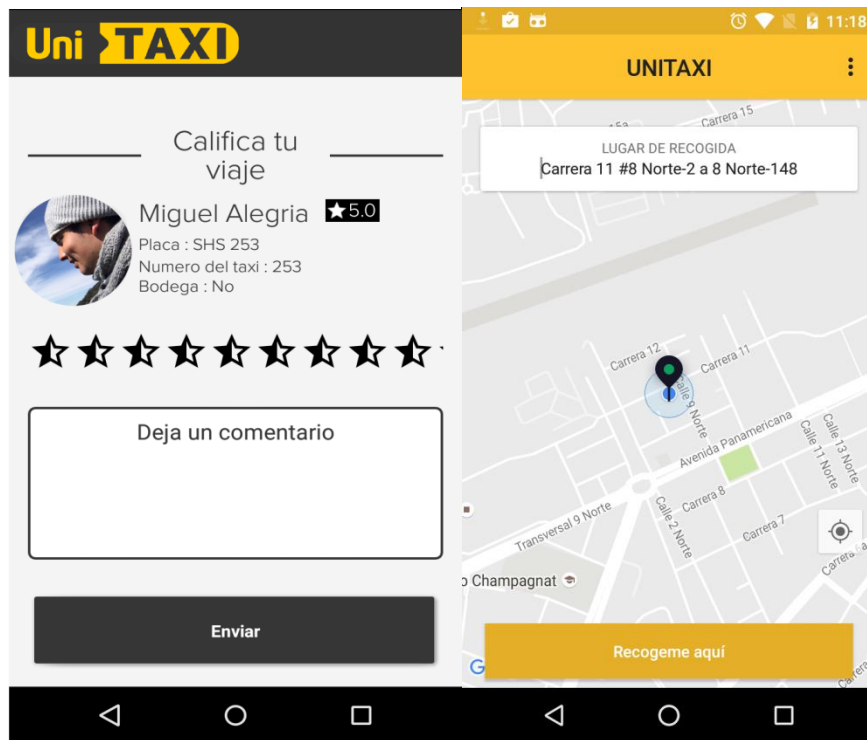 Uni TAXI
Califica tu
viaje
Miguel Alegria ★5.0
Placa : SHS 253
Numero del taxi : 253
Bodega : No
Deja un comentario
Enviar
11:18
UNITAXI
Carrera 15
LUGAR DE RECOGIDA
Carrera 11 #8 Norte-2 a 8 Norte-148
Carrera 12
Carrera 11
Calle 9 Norte
Avenida Panamericana
Calle 11 Norte
Calle 13 Norte
Carrera 8
Calle 2 Norte
Transversal 9 Norte
Carrera 7
Carrera 6a
o Champagnat
Recogeme aquí
G